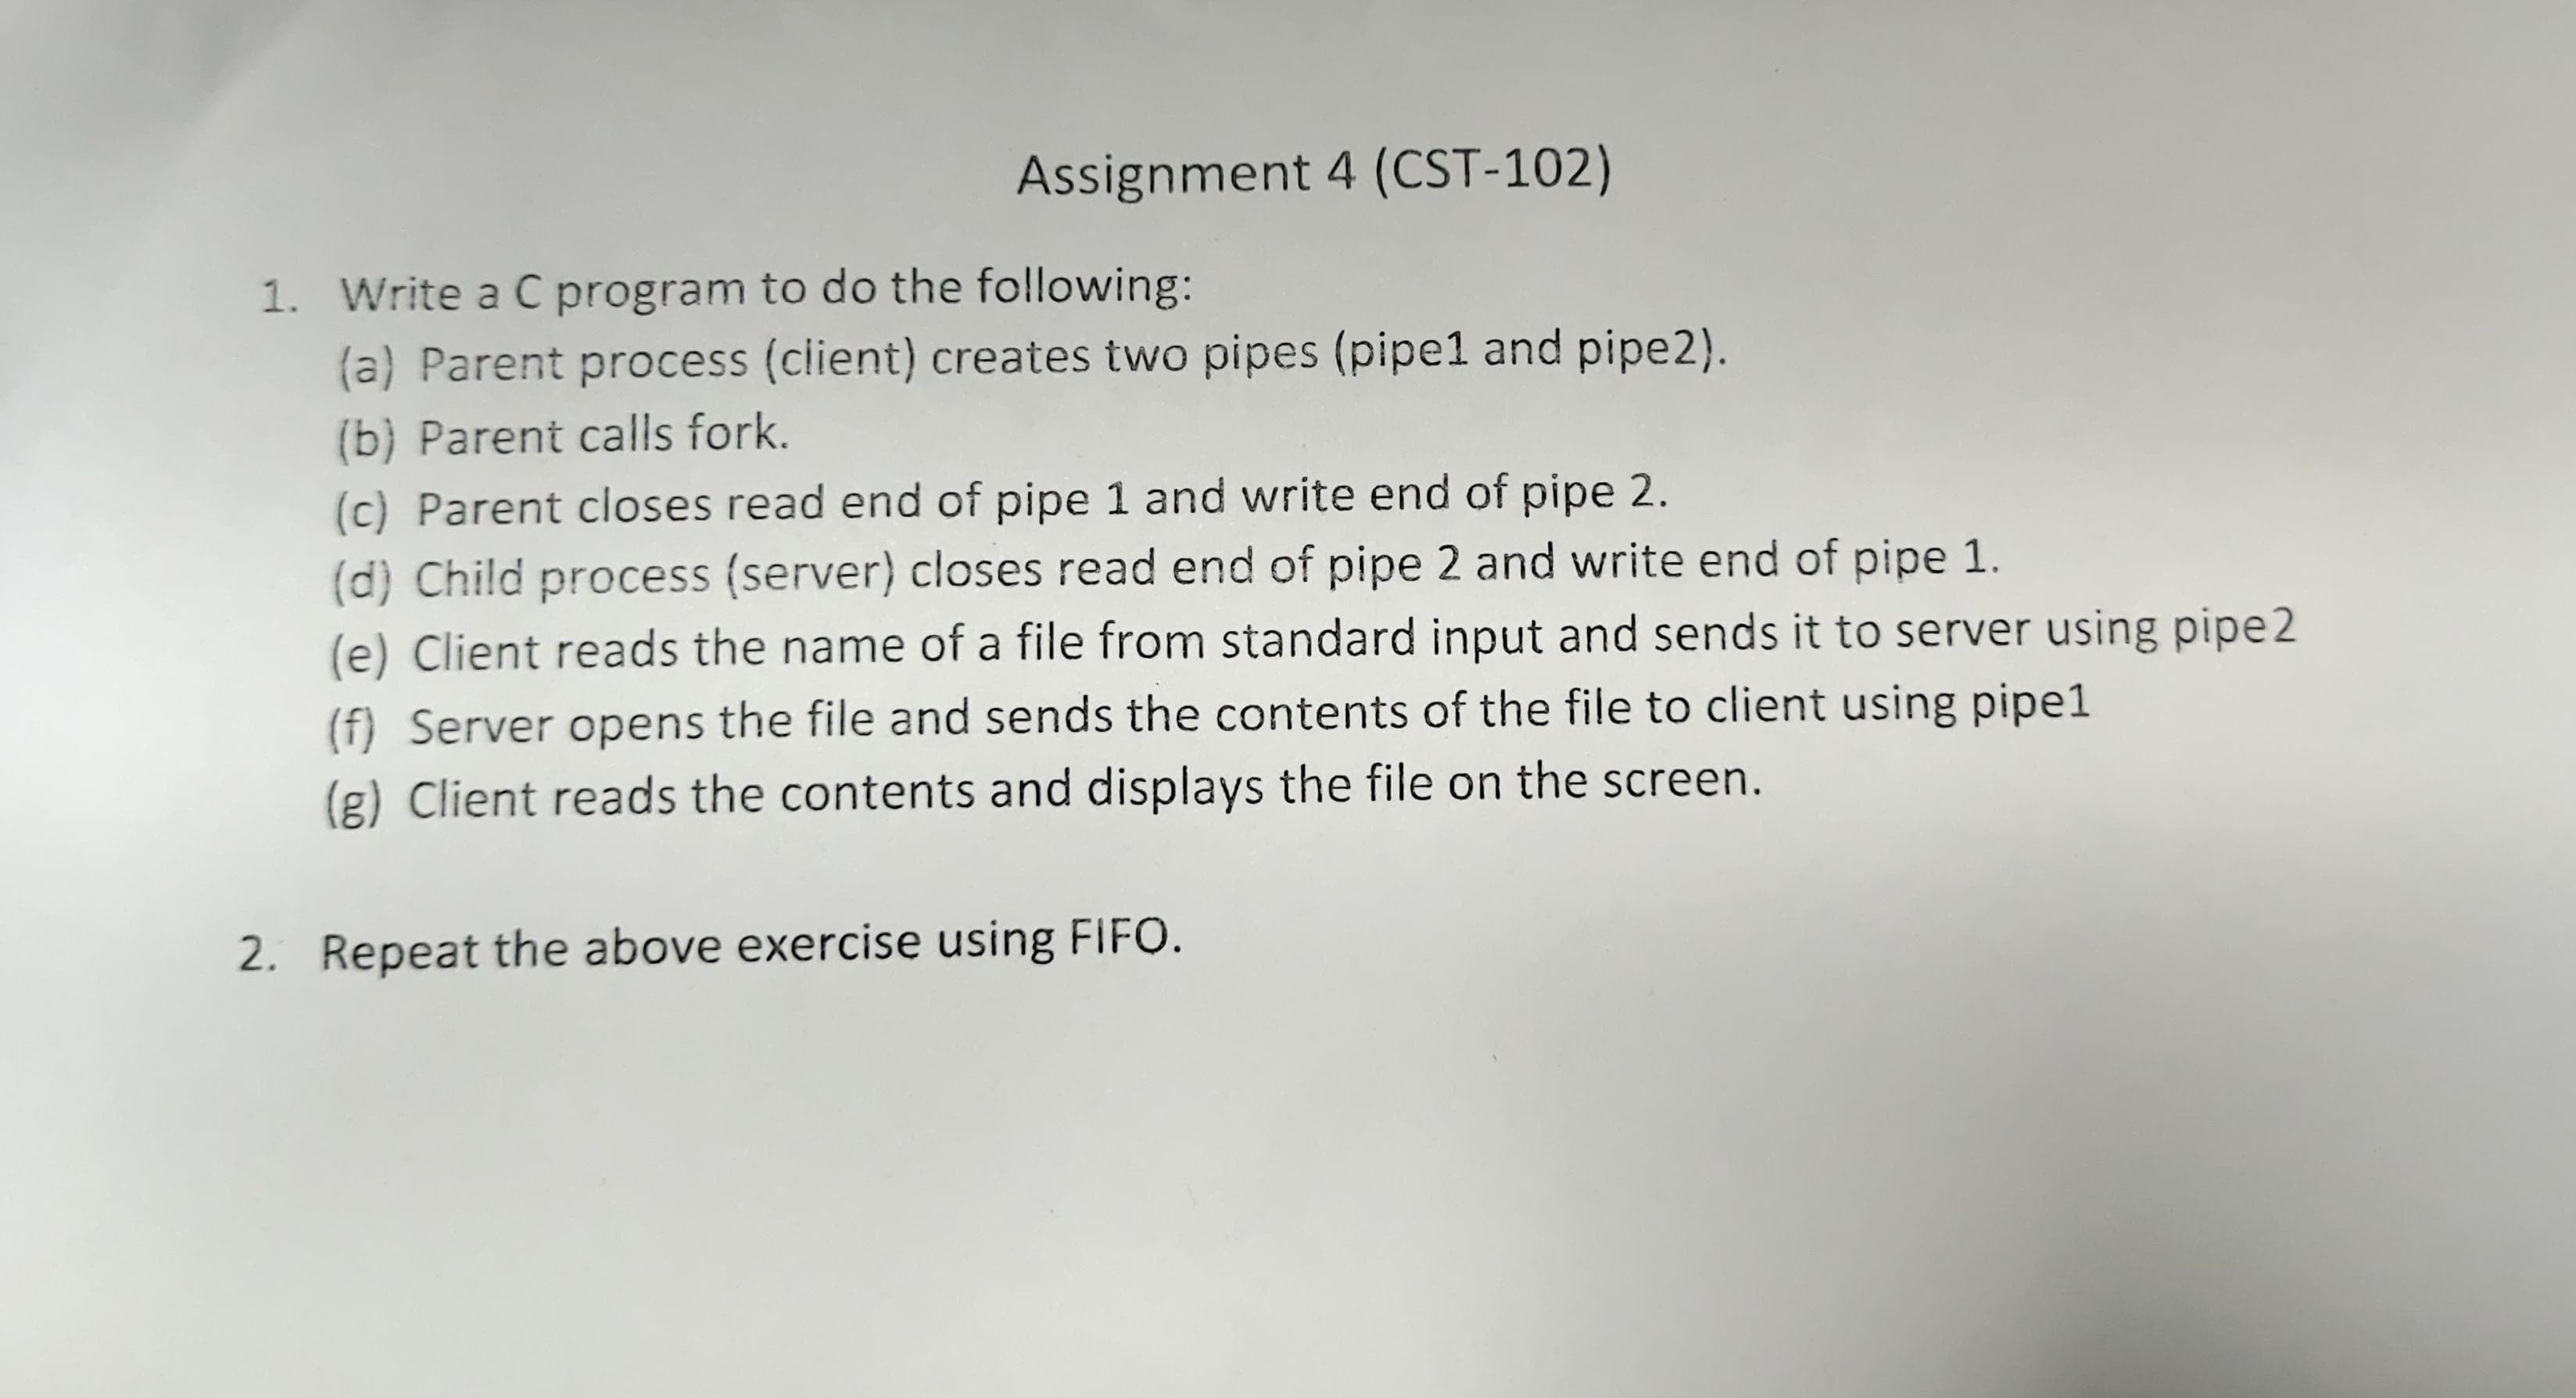 Assignment 4 (CST-102)
1. Write a C program to do the following:
(a) Parent process (client) creates two pipes (pipe1 and pipe2).
(b) Parent calls fork.
(c) Parent closes read end of pipe 1 and write end of pipe 2.
(d) Child process (server) closes read end of pipe 2 and write end of pipe 1.
(e) Client reads the name of a file from standard input and sends it to server using pipe2
(f) Server opens the file and sends the contents of the file to client using pipe1
(g) Client reads the contents and displays the file on the screen.
2. Repeat the above exercise using FIFO.